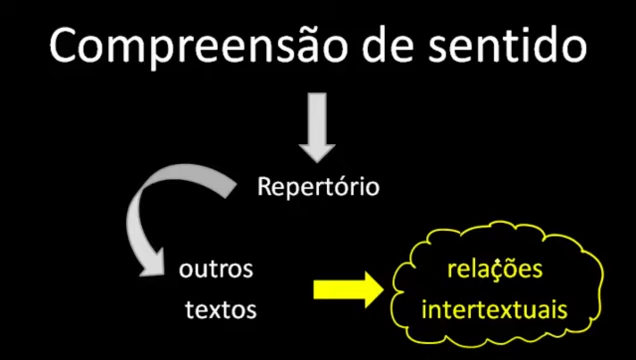 Compreensão de sentido
Repertório
outros
textos
relações
intertextuais